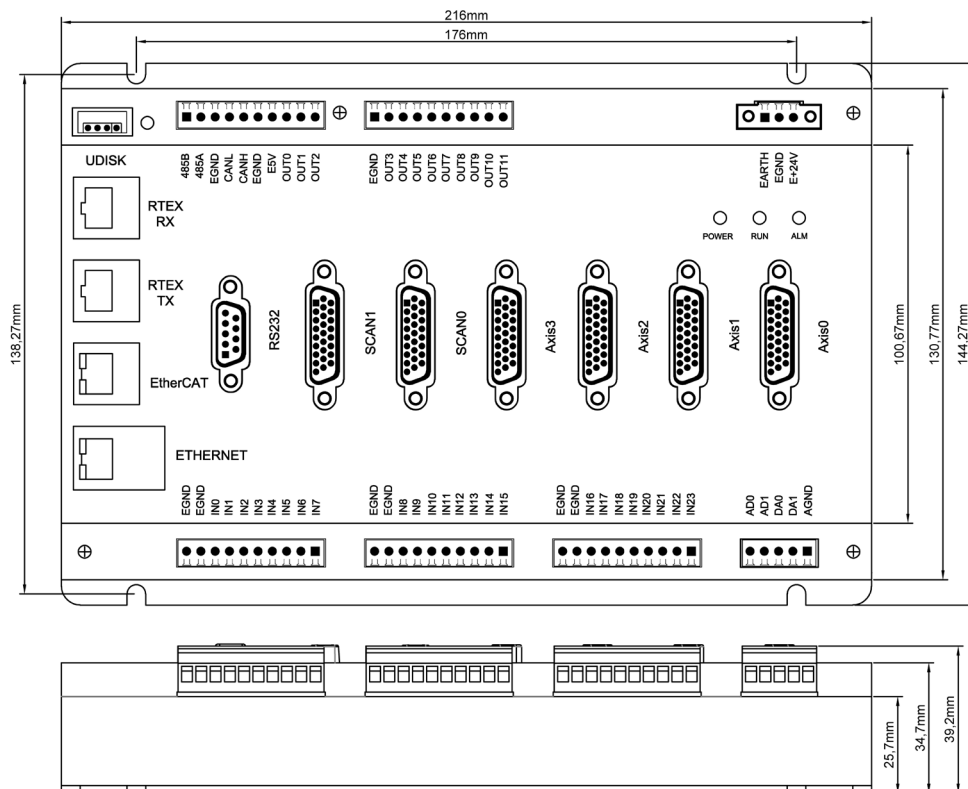 216mm
176mm
UDISK
485B
485A
EGND
CANL
CANH
EGND
E5V
OUT0
OUT1
OUT2
EGND
OUT3
OUT4
OUT5
OUT6
OUT7
OUT8
OUT9
OUT10
OUT11
EARTH
EGND
E+24V
RTEX
RX
POWER
RUN
ALM
RTEX
TX
RS232
SCAN1
SCAN0
Axis3
Axis2
Axis1
Axis0
EtherCAT
ETHERNET
138,27mm
100,67mm
130,77mm
144,27mm
EGND
EGND
IN0
IN1
IN2
IN3
IN4
IN5
IN6
IN7
EGND
EGND
IN8
IN9
IN10
IN11
IN12
IN13
IN14
IN15
EGND
EGND
IN16
IN17
IN18
IN19
IN20
IN21
IN22
IN23
AD0
AD1
DA0
DA1
AGND
25,7mm
34,7mm
39,2mm